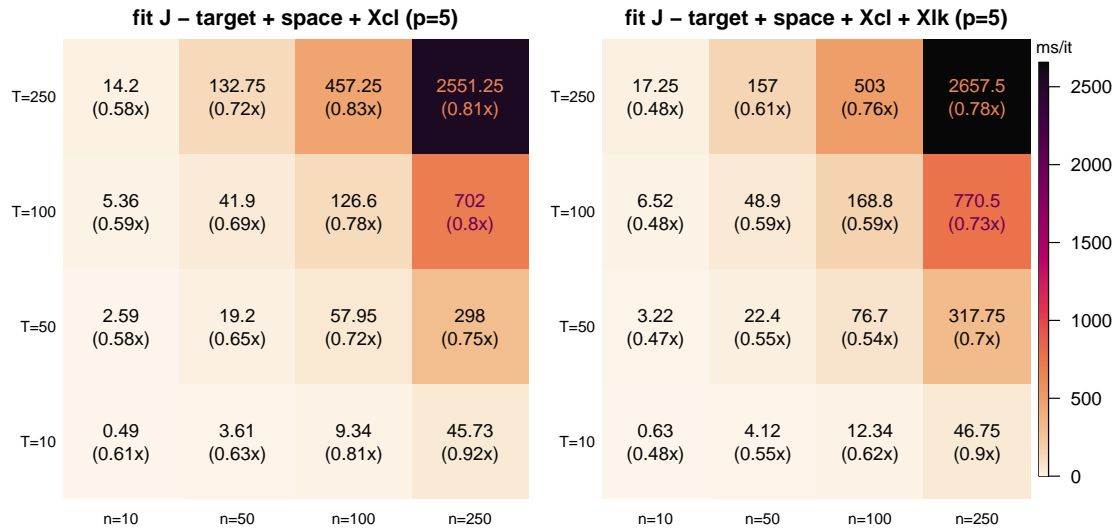 fit J − target + space + Xcl (p=5)
T=250
14.2
(0.58x)
132.75
(0.72x)
457.25
(0.83x)
2551.25
(0.81x)
T=100
5.36
(0.59x)
41.9
(0.69x)
126.6
(0.78x)
702
(0.8x)
T=50
2.59
(0.58x)
19.2
(0.65x)
57.95
(0.72x)
298
(0.75x)
T=10
0.49
(0.61x)
3.61
(0.63x)
9.34
(0.81x)
45.73
(0.92x)
n=10
n=50
n=100
n=250
fit J − target + space + Xcl + Xlk (p=5)
T=250
17.25
(0.48x)
157
(0.61x)
503
(0.76x)
2657.5
(0.78x)
T=100
6.52
(0.48x)
48.9
(0.59x)
168.8
(0.59x)
770.5
(0.73x)
T=50
3.22
(0.47x)
22.4
(0.55x)
76.7
(0.54x)
317.75
(0.7x)
T=10
0.63
(0.48x)
4.12
(0.55x)
12.34
(0.62x)
46.75
(0.9x)
n=10
n=50
n=100
n=250
ms/it
2500
2000
1500
1000
500
0